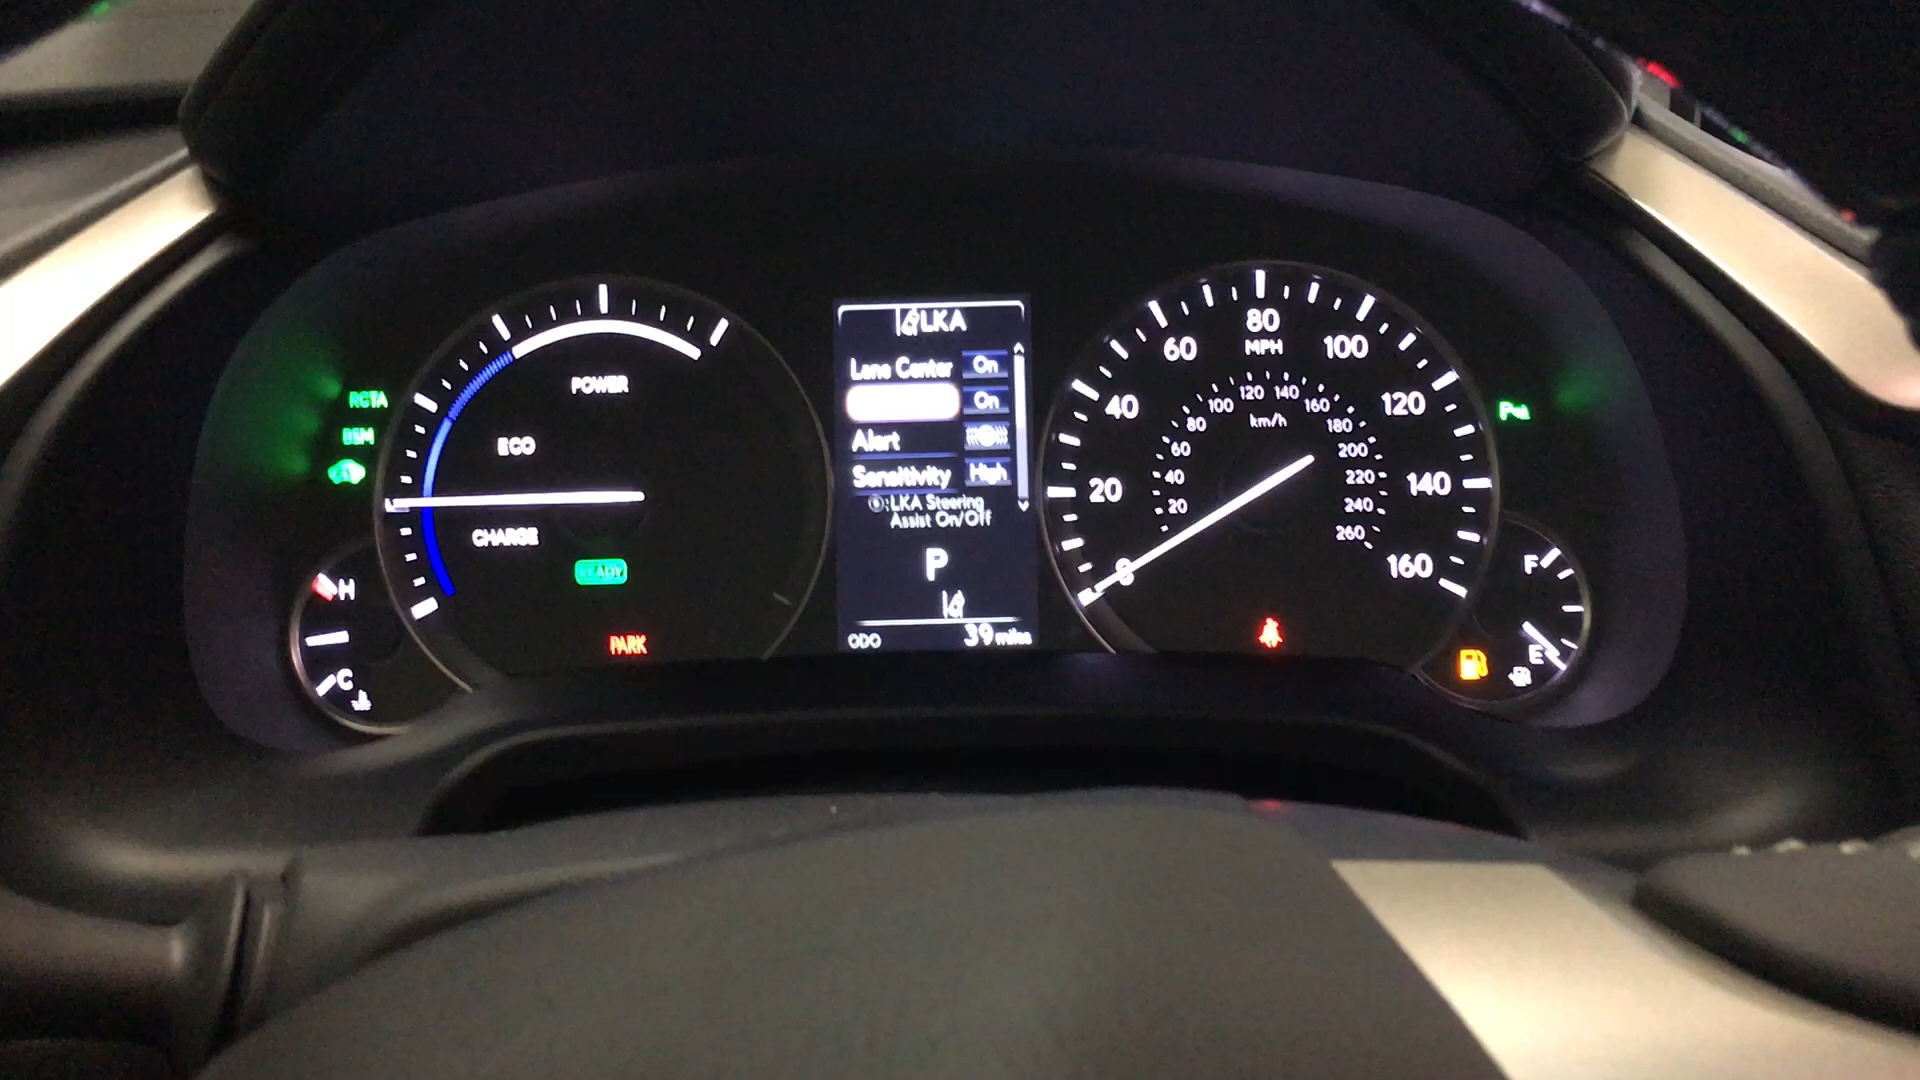 RCTA
BSM
POWER
ECO
CHARGE
READY
PARK
H
C
LKA
Lane Center
On
On
Alert
Sensitivity
High
:LKA Steering
Assist On/Off
P
ODO
39 miles
0
20
40
60
80
100
120
140
160
MPH
20
40
60
80
100
120
140
160
180
200
220
240
260
km/h
F
E